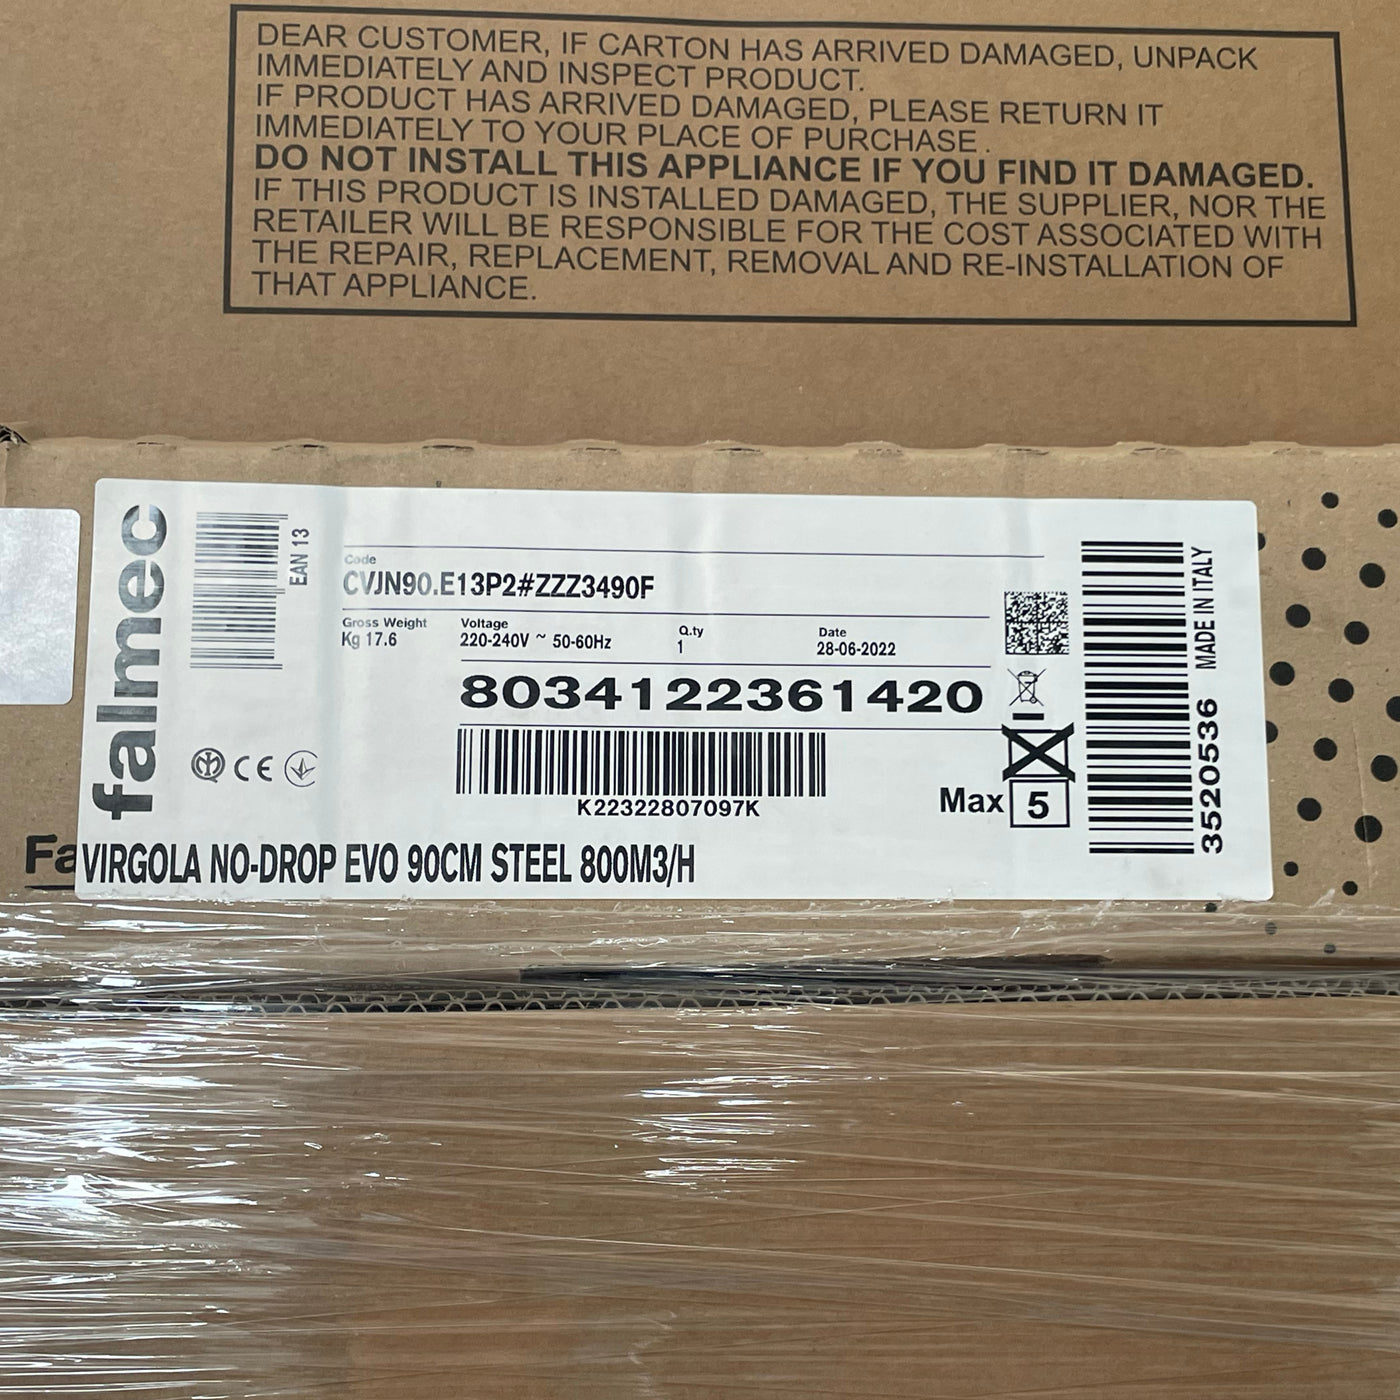 DEAR CUSTOMER, IF CARTON HAS ARRIVED DAMAGED, UNPACK
IMMEDIATELY AND INSPECT PRODUCT.
IF PRODUCT HAS ARRIVED DAMAGED, PLEASE RETURN IT
IMMEDIATELY TO YOUR PLACE OF PURCHASE.
DO NOT INSTALL THIS APPLIANCE IF YOU FIND IT DAMAGED.
IF THIS PRODUCT IS INSTALLED DAMAGED, THE SUPPLIER, NOR THE
RETAILER WILL BE RESPONSIBLE FOR THE COST ASSOCIATED WITH
THE REPAIR, REPLACEMENT, REMOVAL AND RE-INSTALLATION OF
THAT APPLIANCE.
falmec
EAN 13
Code
CVJN90.E13P2#ZZZ3490F
Gross Weight Voltage Q.ty Date
Kg 17.6 220-240V ~ 50-60Hz 1 28-06-2022
8034122361420
K22322807097K
CE
Max 5
3520536 MADE IN ITALY
Fa
VIRGOLA NO-DROP EVO 90CM STEEL 800M3/H